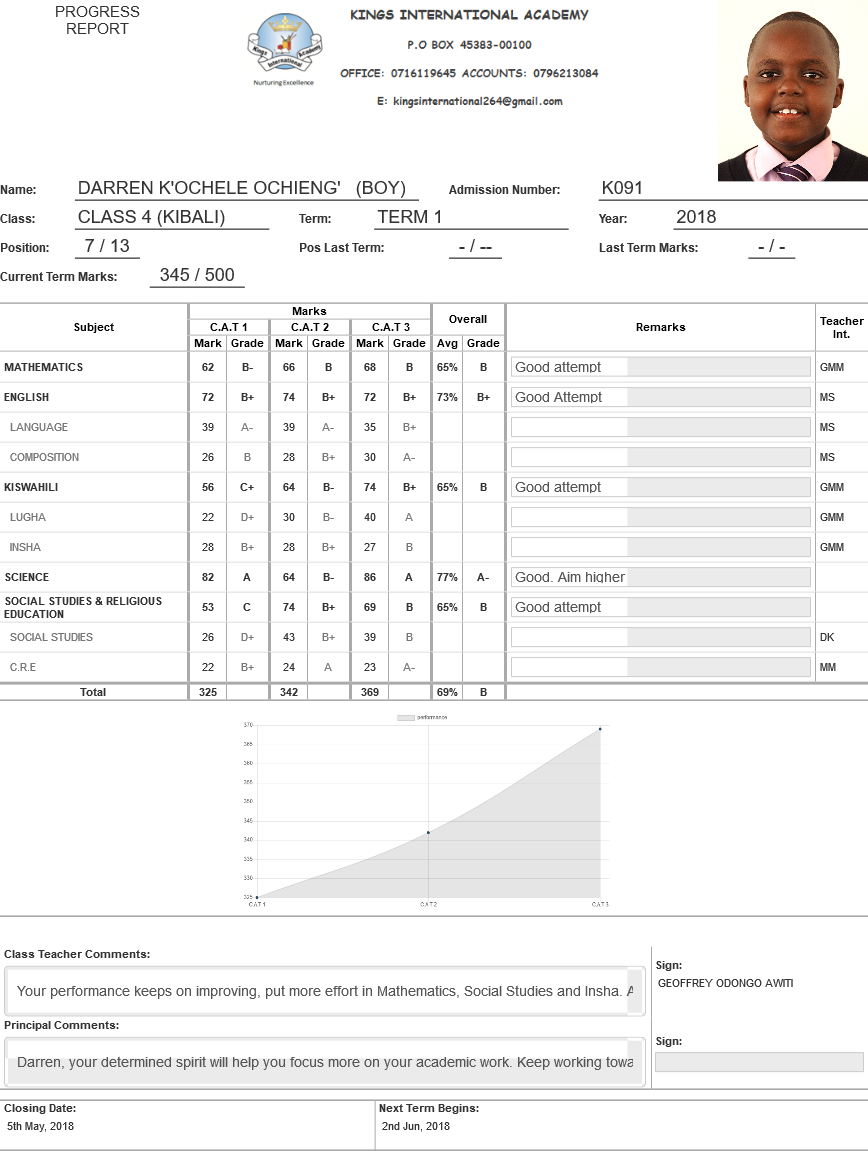 PROGRESS
REPORT
Kings International Academy
Nurturing Excellence
KINGS INTERNATIONAL ACADEMY
P.O BOX 45383-00100
OFFICE: 0716119645 ACCOUNTS: 0796213084
E: kingsinternational264@gmail.com
Name: DARREN K'OCHELE OCHIENG' (BOY) Admission Number: K091
Class: CLASS 4 (KIBALI) Term: TERM 1 Year: 2018
Position: 7 / 13 Pos Last Term: - / -- Last Term Marks: - / -
Current Term Marks: 345 / 500
Subject Marks Overall Remarks Teacher Int.
C.A.T 1 C.A.T 2 C.A.T 3
Mark Grade Mark Grade Mark Grade Avg Grade
MATHEMATICS 62 B- 66 B 68 B 65% B Good attempt GMM
ENGLISH 72 B+ 74 B+ 72 B+ 73% B+ Good Attempt MS
LANGUAGE 39 A- 39 A- 35 B+ MS
COMPOSITION 26 B 28 B+ 30 A- MS
KISWAHILI 56 C+ 64 B- 74 B+ 65% B Good attempt GMM
LUGHA 22 D+ 30 B- 40 A GMM
INSHA 28 B+ 28 B+ 27 B GMM
SCIENCE 82 A 64 B- 86 A 77% A- Good. Aim higher
SOCIAL STUDIES & RELIGIOUS
EDUCATION 53 C 74 B+ 69 B 65% B Good attempt
SOCIAL STUDIES 26 D+ 43 B+ 39 B DK
C.R.E 22 B+ 24 A 23 A- MM
Total 325 342 369 69% B
performance
370
365
360
355
350
345
340
335
330
325
CAT1 CAT2 CAT3
Class Teacher Comments:
Your performance keeps on improving, put more effort in Mathematics, Social Studies and Insha.
Sign:
GEOFFREY ODONGO AWITI
Principal Comments:
Darren, your determined spirit will help you focus more on your academic work. Keep working towa
Sign:
Closing Date: Next Term Begins:
5th May, 2018 2nd Jun, 2018